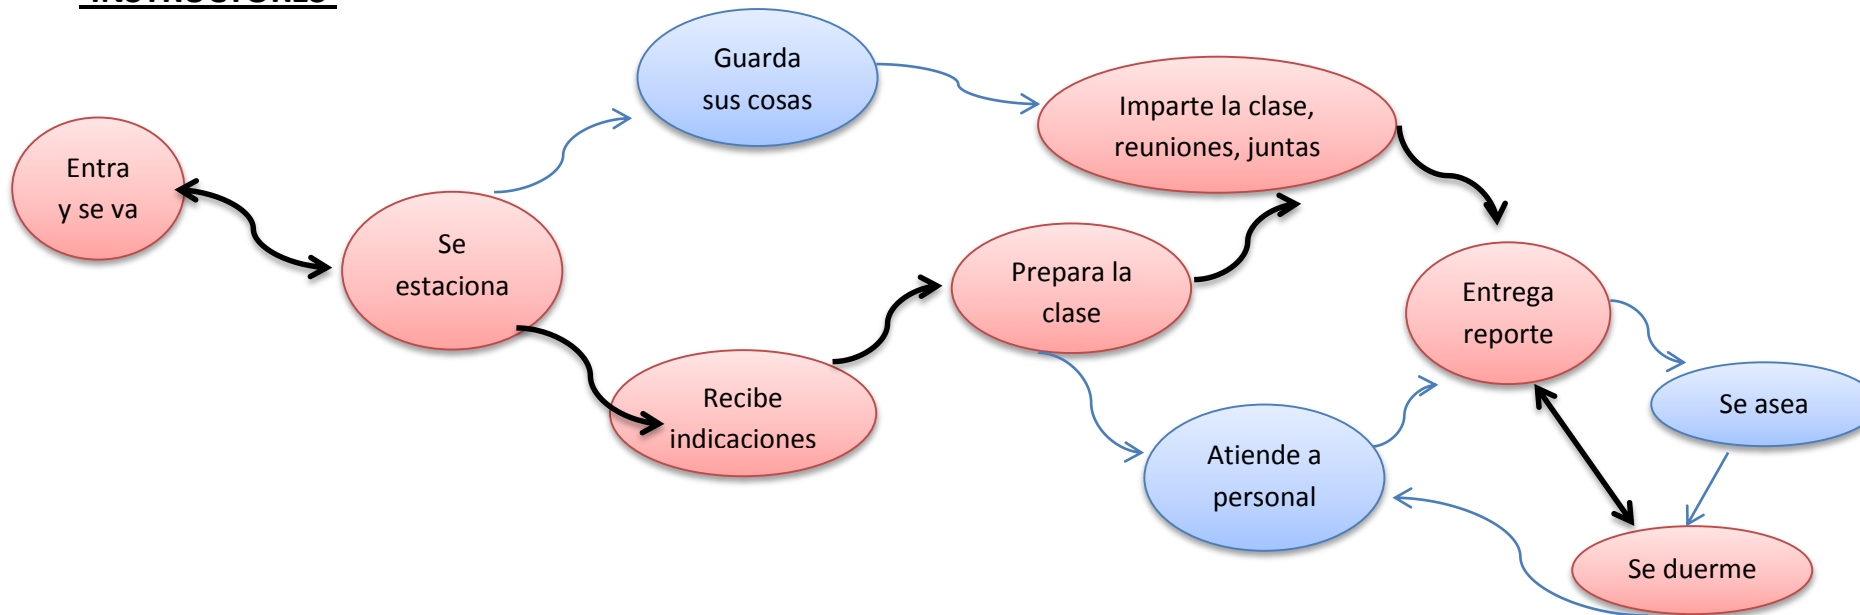 INSTRUCTORES
Guarda
sus cosas
Imparte la clase,
reuniones, juntas
Entra
y se va
Se
estaciona
Prepara la
clase
Entrega
reporte
Recibe
indicaciones
Se asea
Atiende a
personal
Se duerme